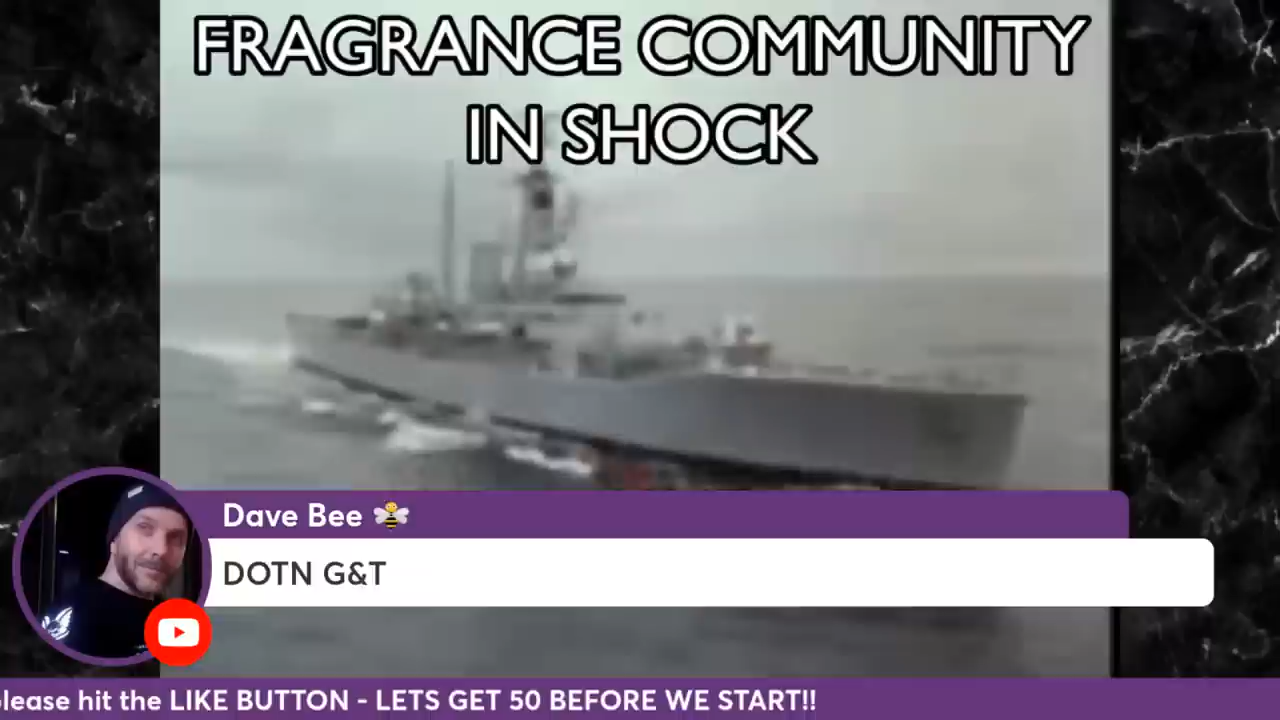 FRAGRANCE COMMUNITY
IN SHOCK
Dave Bee 🐝
DOTN G&T
lease hit the LIKE BUTTON - LETS GET 50 BEFORE WE START!!